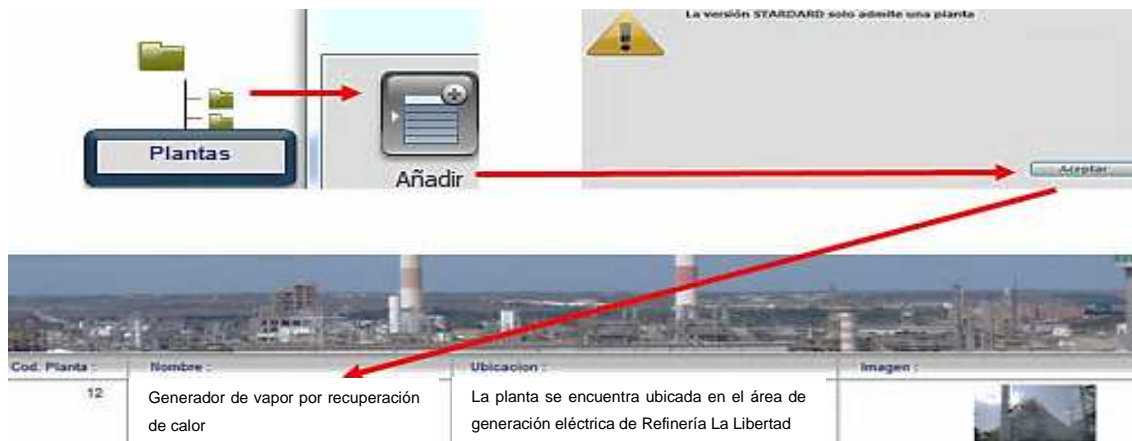 La versión STARDARD solo admite una planta
Plantas
Añadir
Aceptar
Cod. Planta :
Nombre :
Ubicacion :
Imagen :
12
Generador de vapor por recuperación
de calor
La planta se encuentra ubicada en el área de
generación eléctrica de Refinería La Libertad